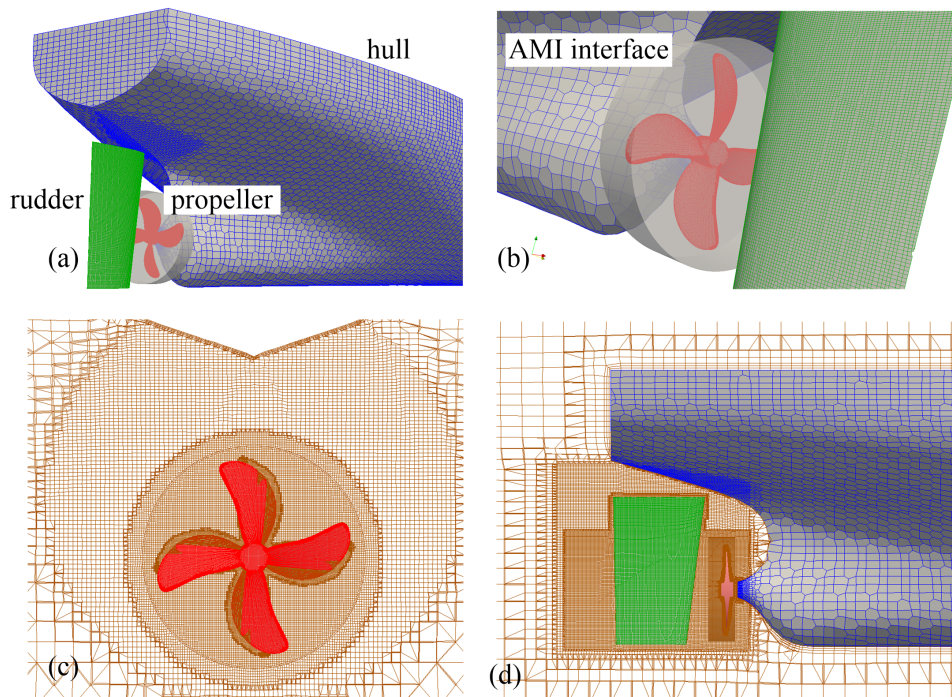 hull
AMI interface
rudder
propeller
(a)
(b)
(c)
(d)